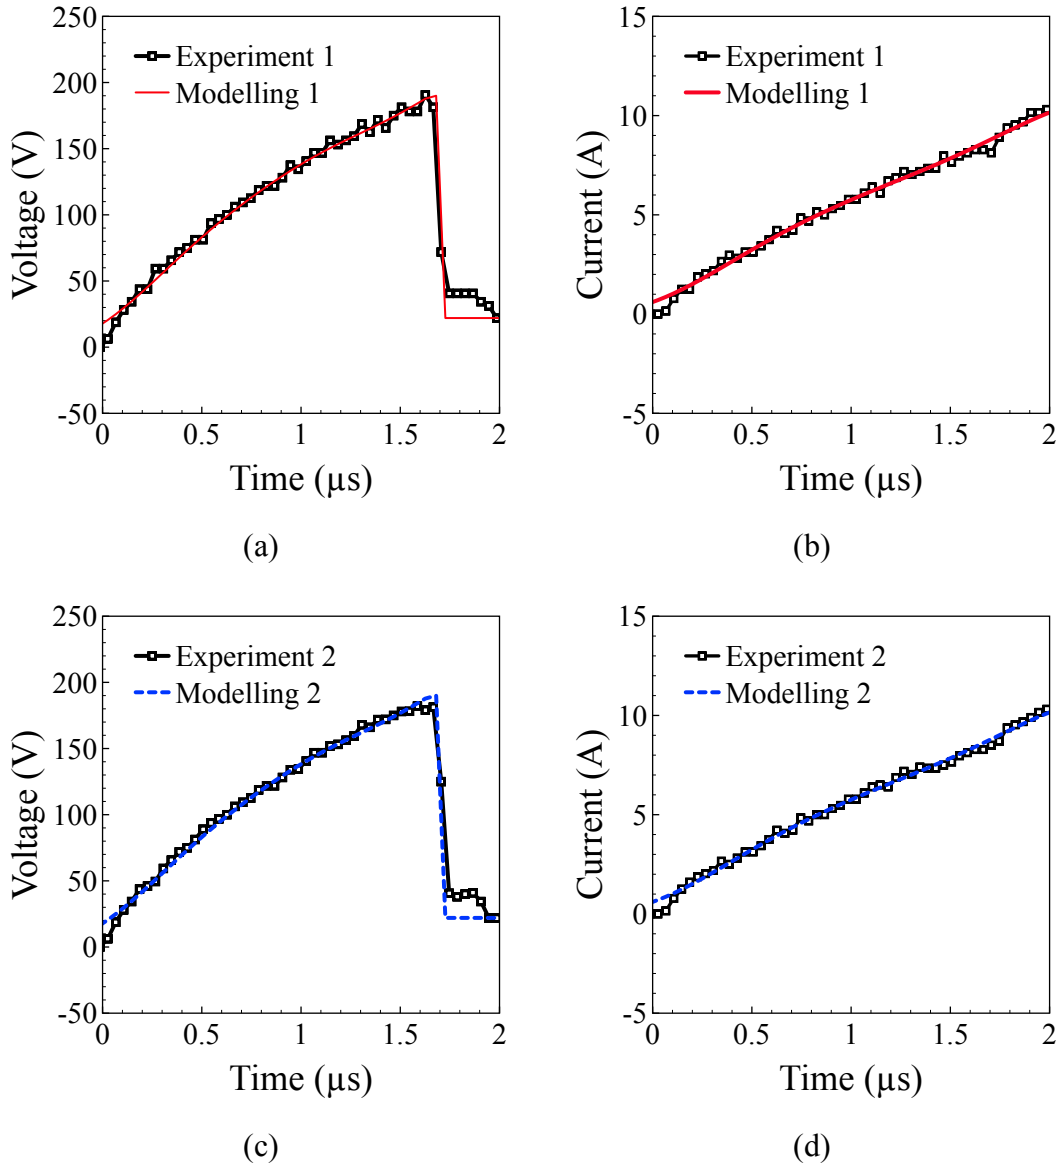 250
200
150
100
50
0
-50
Voltage (V)
Experiment 1
Modelling 1
0 0.5 1 1.5 2
Time (µs)
(a)
15
10
5
0
-5
Current (A)
Experiment 1
Modelling 1
0 0.5 1 1.5 2
Time (µs)
(b)
250
200
150
100
50
0
-50
Voltage (V)
Experiment 2
Modelling 2
0 0.5 1 1.5 2
Time (µs)
(c)
15
10
5
0
-5
Current (A)
Experiment 2
Modelling 2
0 0.5 1 1.5 2
Time (µs)
(d)